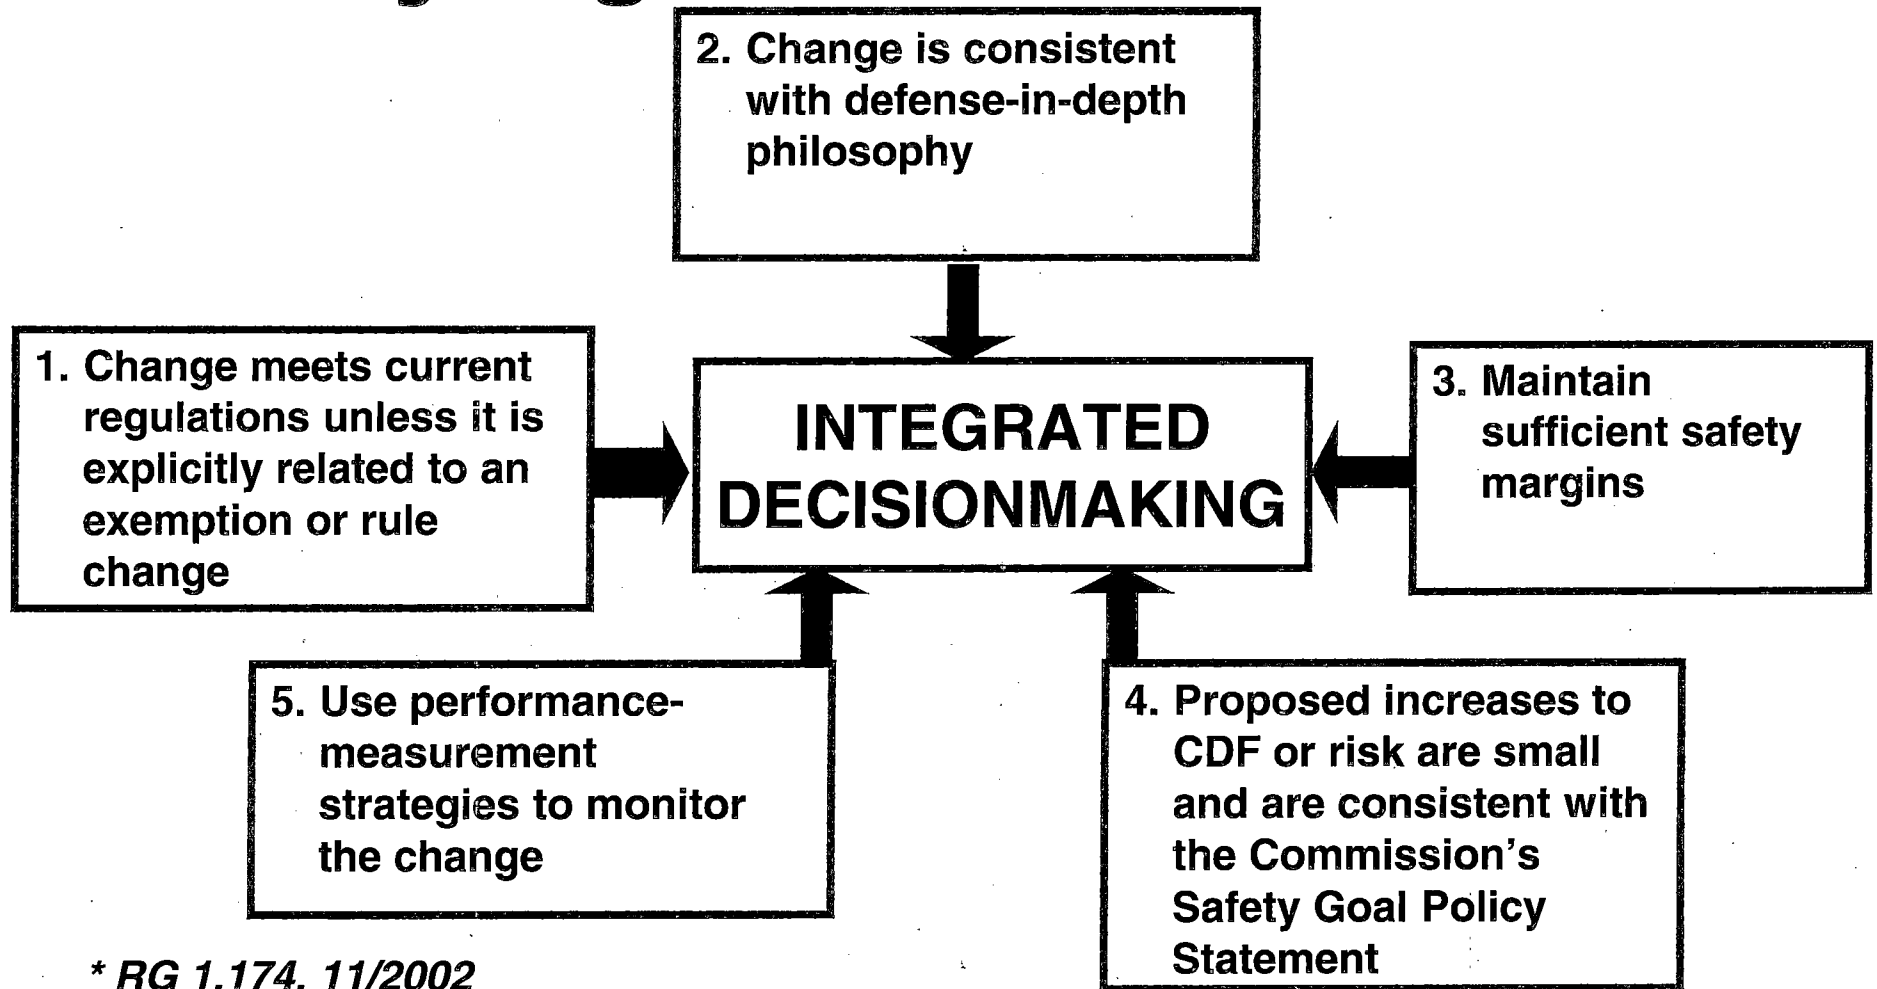 2. Change is consistent
with defense-in-depth
philosophy
1. Change meets current
regulations unless it is
explicitly related to an
exemption or rule
change
INTEGRATED
DECISIONMAKING
3. Maintain
sufficient safety
margins
5. Use performance-
measurement
strategies to monitor
the change
4. Proposed increases to
CDF or risk are small
and are consistent with
the Commission's
Safety Goal Policy
Statement
* RG 1.174, 11/2002